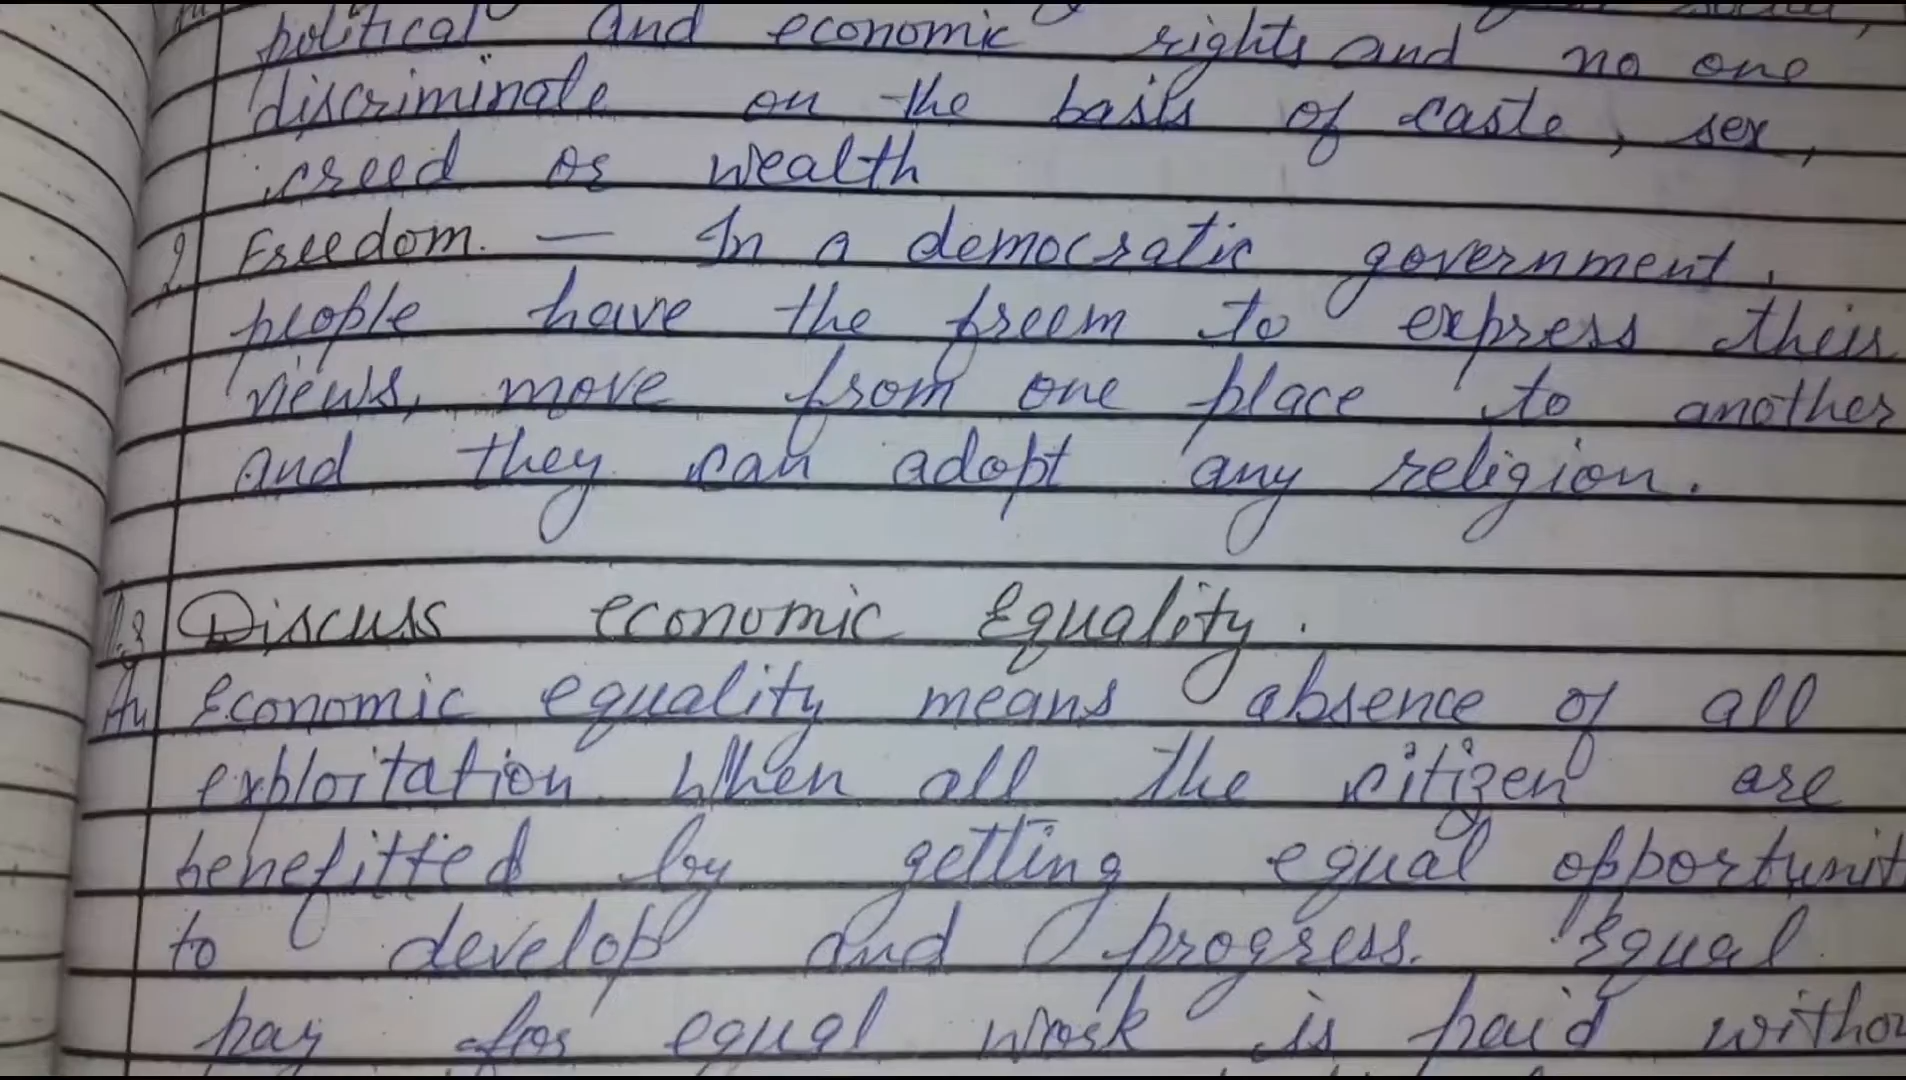 political and economic rights and no one
discriminate on the basis of caste, sex,
creed or wealth
2. Freedom. — In a democratic government,
people have the freem to express their
views, move from one place to another
and they can adopt any religion.
Discuss economic Equality.
An Economic equality means absence of all
exploitation when all the citizen are
benefitted by getting equal opportunit
to develop and progress. Equal
pay for equal work is paid withou